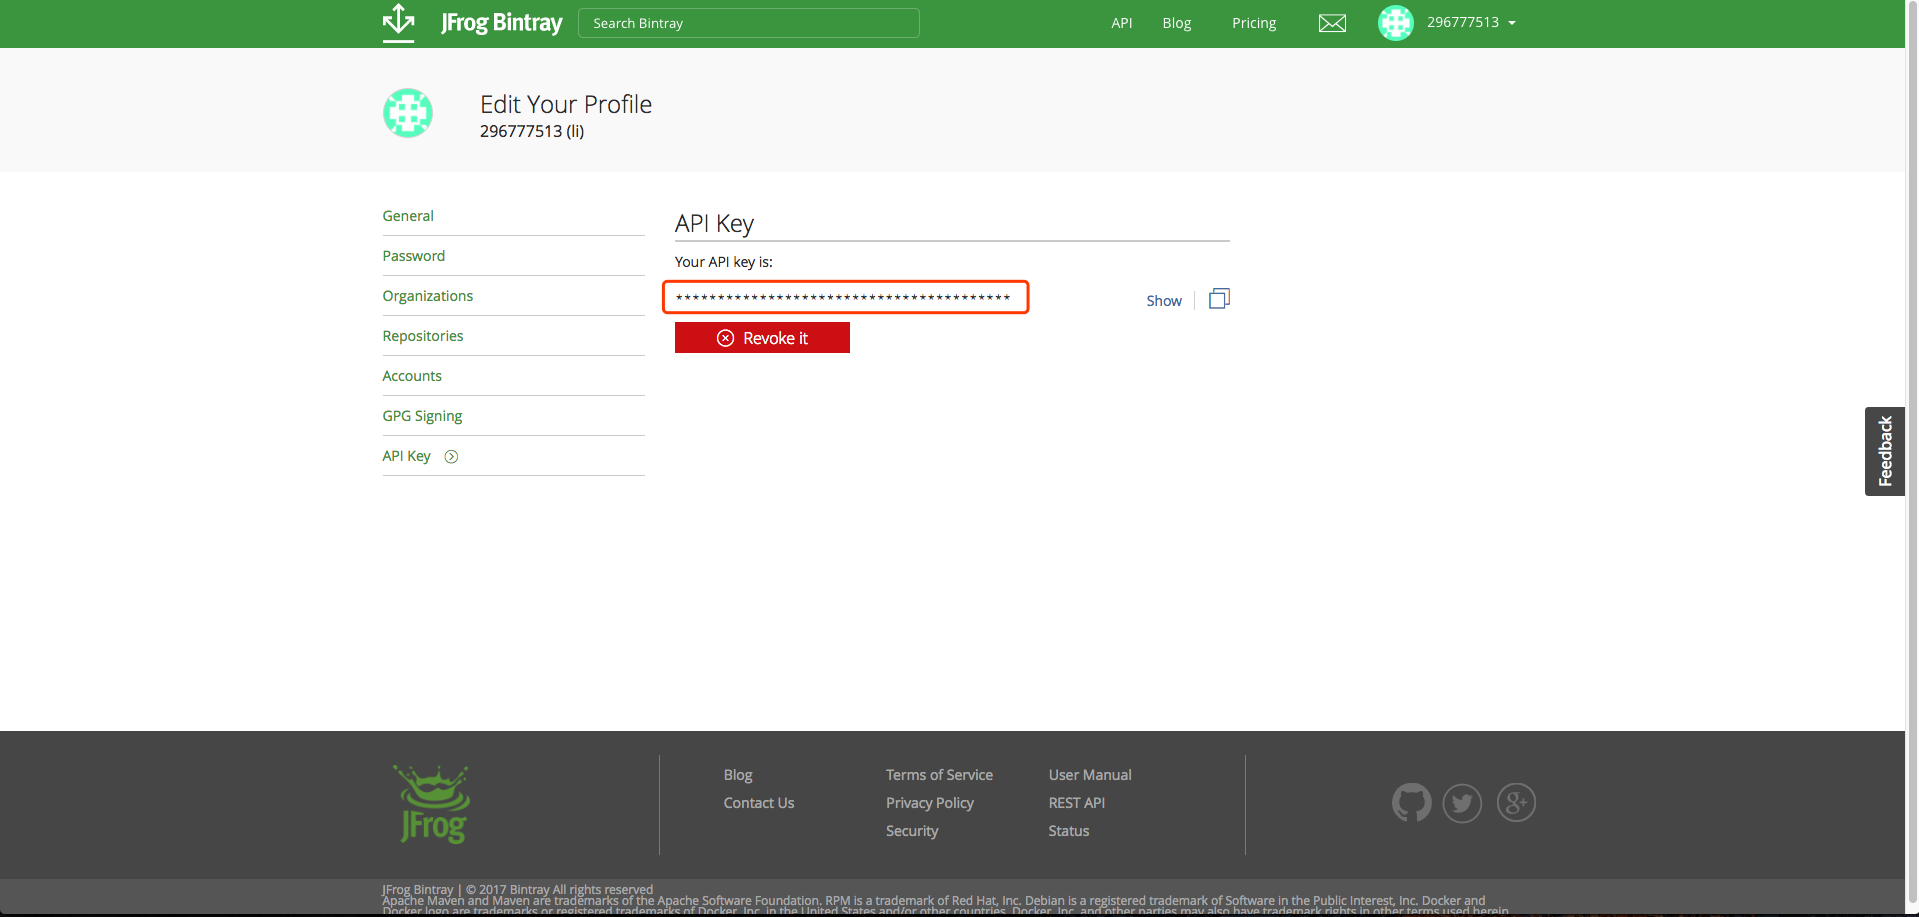 JFrog Bintray
Search Bintray
API
Blog
Pricing
296777513
Edit Your Profile
296777513 (li)
General
Password
Organizations
Repositories
Accounts
GPG Signing
API Key
API Key
Your API key is:
****************************************
Show
Revoke it
Feedback
JFrog
Blog
Contact Us
Terms of Service
Privacy Policy
Security
User Manual
REST API
Status
g+
JFrog Bintray | © 2017 Bintray All rights reserved
Apache Maven and Maven are trademarks of the Apache Software Foundation. RPM is a trademark of Red Hat, Inc. Debian is a registered trademark of Software in the Public Interest, Inc. Docker and
Docker logo are trademarks or registered trademarks of Docker, Inc. in the United States and/or other countries. Docker, Inc. and other parties may also have trademark rights in other terms used herein.